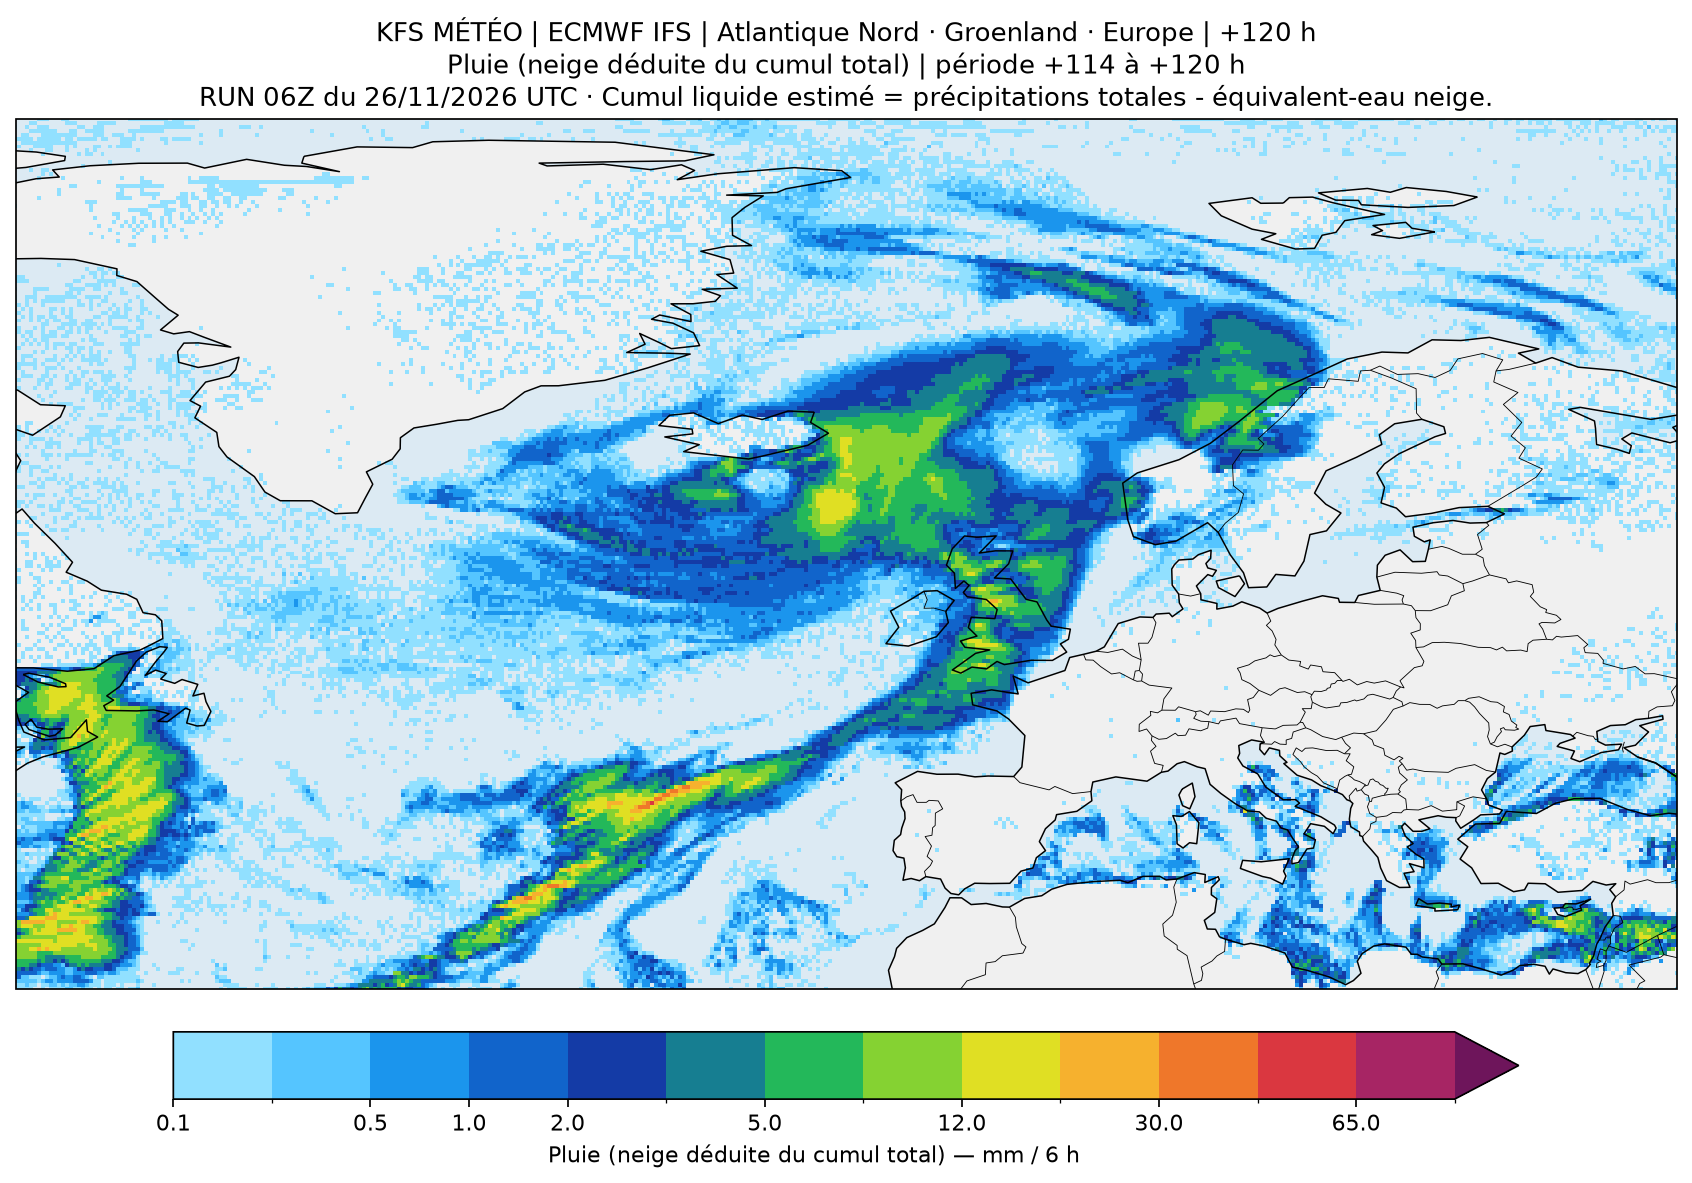 KFS MÉTÉO | ECMWF IFS | Atlantique Nord · Groenland · Europe | +120 h
Pluie (neige déduite du cumul total) | période +114 à +120 h
RUN 06Z du 26/11/2026 UTC · Cumul liquide estimé = précipitations totales - équivalent-eau neige.
0.1 0.5 1.0 2.0 5.0 12.0 30.0 65.0
Pluie (neige déduite du cumul total) — mm / 6 h